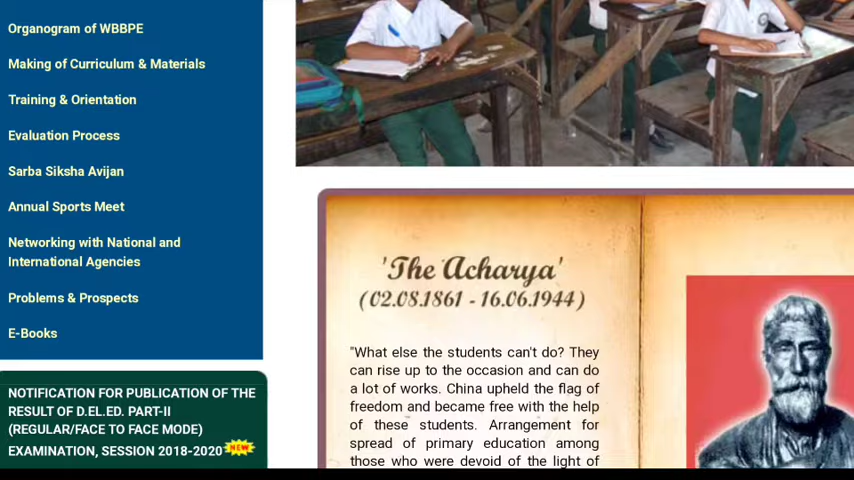 Organogram of WBBPE
Making of Curriculum & Materials
Training & Orientation
Evaluation Process
Sarba Siksha Avijan
Annual Sports Meet
Networking with National and
International Agencies
Problems & Prospects
E-Books
NOTIFICATION FOR PUBLICATION OF THE
RESULT OF D.EL.ED. PART-II
(REGULAR/FACE TO FACE MODE)
EXAMINATION, SESSION 2018-2020 NEW
'The Acharya'
(02.08.1861 - 16.06.1944)
"What else the students can't do? They
can rise up to the occasion and can do
a lot of works. China upheld the flag of
freedom and became free with the help
of these students. Arrangement for
spread of primary education among
those who were devoid of the light of